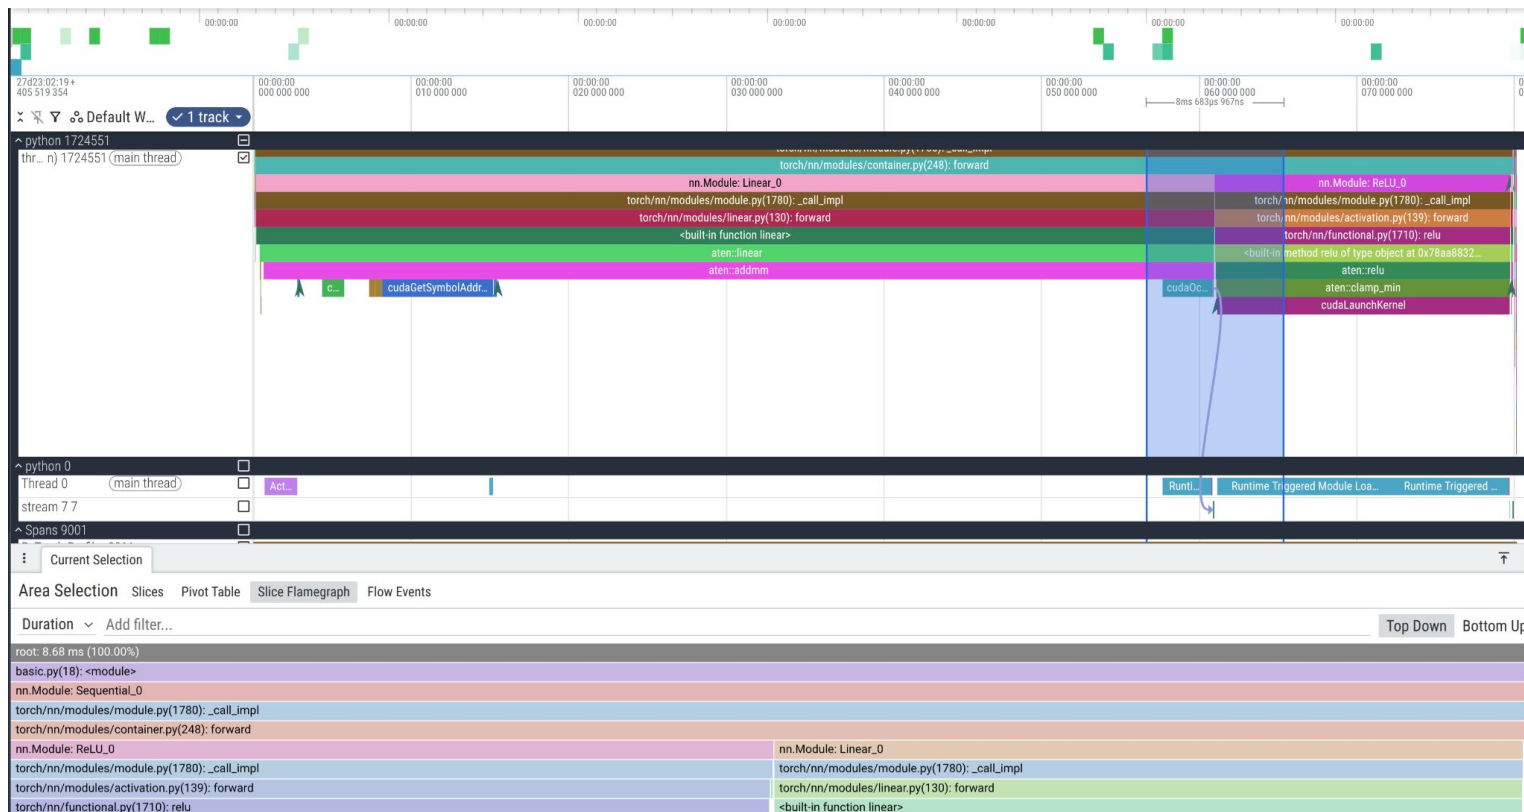 00:00:00 00:00:00 00:00:00 00:00:00 00:00:00 00:00:00 00:00:00
27d23:02:19+ 00:00:00 00:00:00 00:00:00 00:00:00 00:00:00 00:00:00 00:00:00 00:00:00
405 519 354 000 000 000 010 000 000 020 000 000 030 000 000 040 000 000 050 000 000 060 000 000 070 000 000
8ms 683µs 967ns
Default W... 1 track
python 1724551
thr... n) 1724551 (main thread)
torch/nn/modules/container.py(248): forward
nn.Module: Linear_0 nn.Module: ReLU_0
torch/nn/modules/module.py(1780): _call_impl torch/nn/modules/module.py(1780): _call_impl
torch/nn/modules/linear.py(130): forward torch/nn/modules/activation.py(139): forward
<built-in function linear> torch/nn/functional.py(1710): relu
aten::linear <built-in method relu of type object at 0x78aa8832...
aten::addmm aten::relu
c... cudaGetSymbolAddr... cudaOc... aten::clamp_min
cudaLaunchKernel
python 0
Thread 0 (main thread) Act... Runti... Runtime Triggered Module Loa... Runtime Triggered ...
stream 7 7
Spans 9001
Current Selection
Area Selection Slices Pivot Table Slice Flamegraph Flow Events
Duration Add filter... Top Down Bottom Up
root: 8.68 ms (100.00%)
basic.py(18): <module>
nn.Module: Sequential_0
torch/nn/modules/module.py(1780): _call_impl
torch/nn/modules/container.py(248): forward
nn.Module: ReLU_0 nn.Module: Linear_0
torch/nn/modules/module.py(1780): _call_impl torch/nn/modules/module.py(1780): _call_impl
torch/nn/modules/activation.py(139): forward torch/nn/modules/linear.py(130): forward
torch/nn/functional.py(1710): relu <built-in function linear>